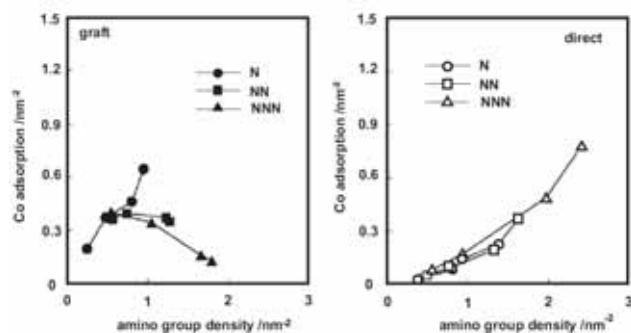 1.5
1.2
0.9
0.6
0.3
0
Co adsorption /nm-2
graft
N
NN
NNN
0
1
2
3
amino group density /nm-2
1.5
1.2
0.9
0.6
0.3
0
Co adsorption /nm-2
direct
N
NN
NNN
0
1
2
3
amino group density /nm-2